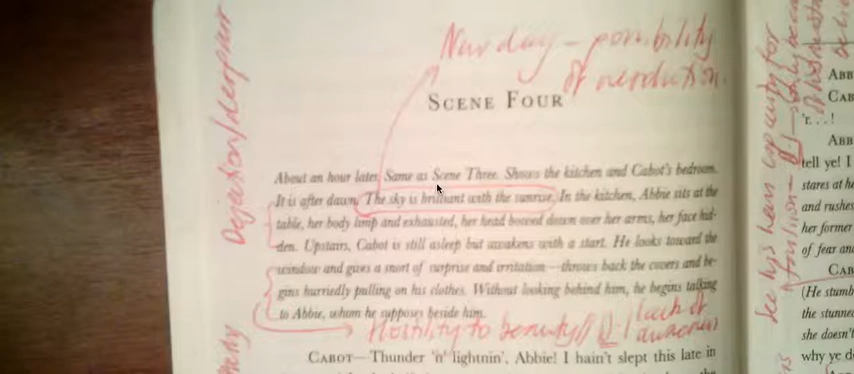 New day - possibility
of resolution.
SCENE FOUR
About an hour later. Same as Scene Three. Shows the kitchen and Cabot's bedroom.
It is after dawn. The sky is brilliant with the sunrise. In the kitchen, Abbie sits at the
table, her body limp and exhausted, her head bowed down over her arms, her face hid-
den. Upstairs, Cabot is still asleep but awakens with a start. He looks toward the
window and gives a snort of surprise and irritation—throws back the covers and be-
gins hurriedly pulling on his clothes. Without looking behind him, he begins talking
to Abbie, whom he supposes beside him.
Hostility to beauty
lack of
CABOT—Thunder 'n' lightnin', Abbie! I hain't slept this late in
Dejection/despair
capacity for
ABB
CAB
'r. . .!
ABB
tell ye! I
stares at he
and rushes
her former
of fear an
CAB
(He stumb
the stunned
she doesn't
why ye d